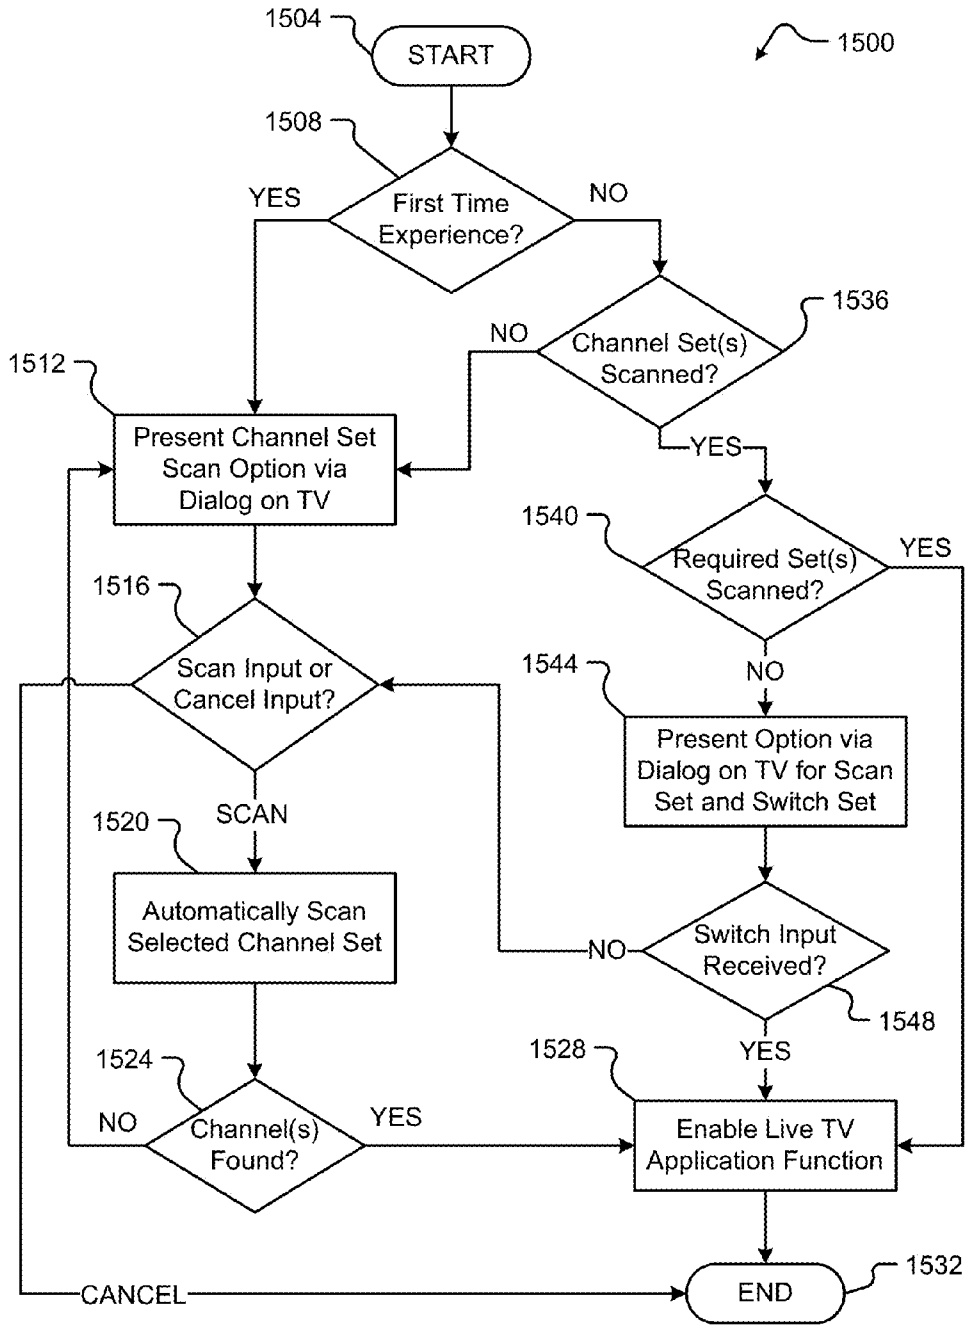 1504
START
1500
1508
First Time
Experience?
YES
NO
1536
Channel Set(s)
Scanned?
NO
YES
1512
Present Channel Set
Scan Option via
Dialog on TV
1540
Required Set(s)
Scanned?
YES
NO
1516
Scan Input or
Cancel Input?
1544
Present Option via
Dialog on TV for Scan
Set and Switch Set
SCAN
1520
Automatically Scan
Selected Channel Set
Switch Input
Received?
NO
1548
YES
1524
Channel(s)
Found?
NO
YES
1528
Enable Live TV
Application Function
1532
END
CANCEL